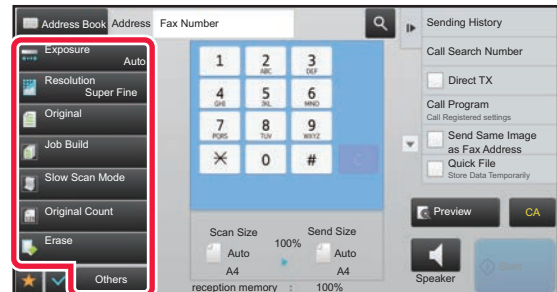 Address Book Address Fax Number
Sending History
Call Search Number
Direct TX
Call Program
Call Registered settings
Send Same Image
as Fax Address
Quick File
Store Data Temporarily
Exposure
Auto
Resolution
Super Fine
Original
Job Build
Slow Scan Mode
Original Count
Erase
Others
1 2 3
ABC DEF
4 5 6
GHI JKL MNO
7 8 9
PQRS TUV WXYZ
* 0 # C
Scan Size Send Size
Auto 100% Auto
A4 A4
reception memory : 100%
Preview CA
Speaker Start